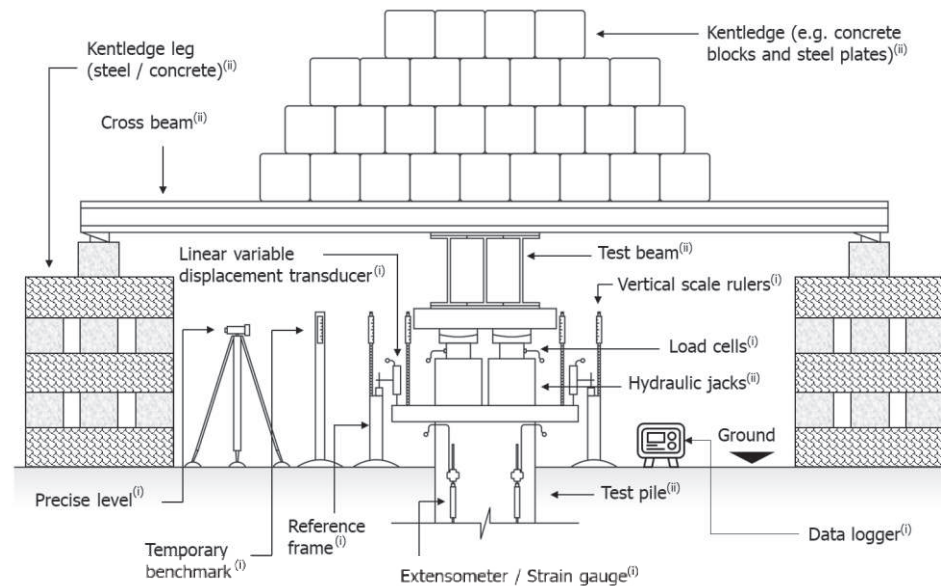 Kentledge leg
(steel / concrete)(ii)
Kentledge (e.g. concrete
blocks and steel plates)(ii)
Cross beam(ii)
Linear variable
displacement transducer(i)
Test beam(ii)
Vertical scale rulers(i)
Load cells(i)
Hydraulic jacks(ii)
Ground
Precise level(i)
Test pile(ii)
Reference
frame(i)
Data logger(i)
Temporary
benchmark(i)
Extensometer / Strain gauge(i)